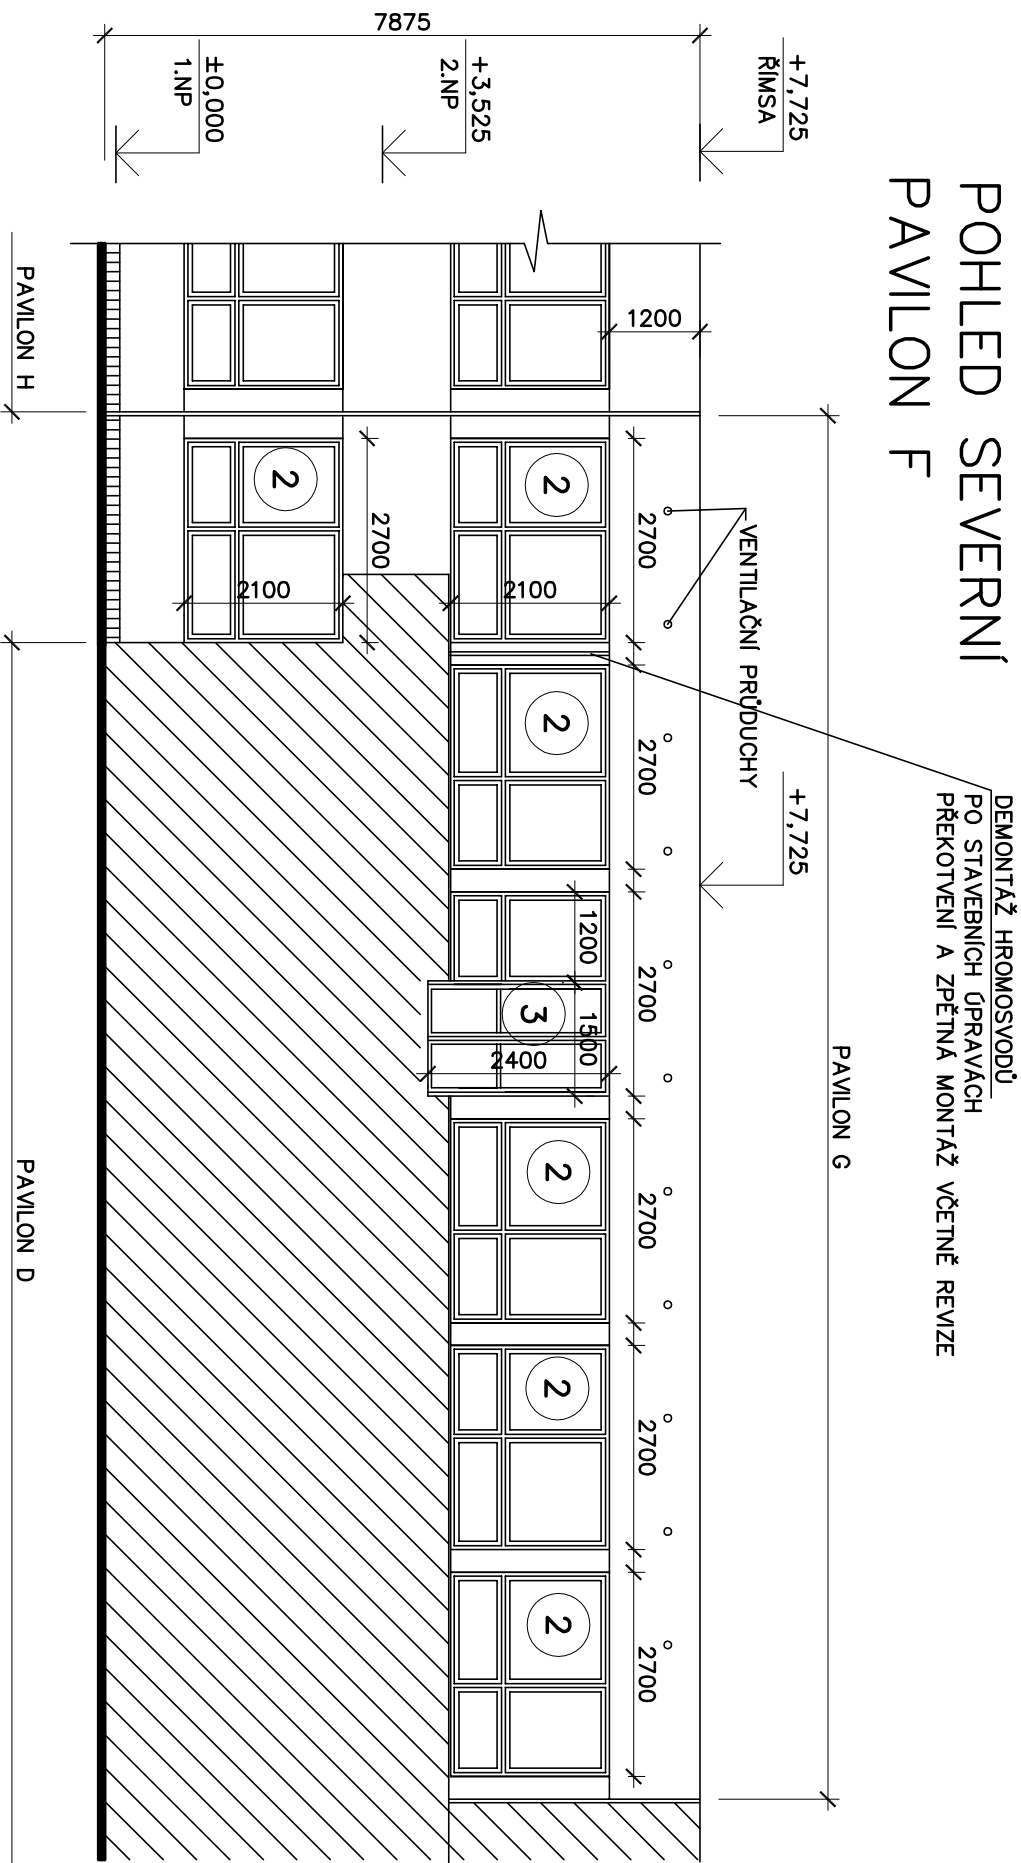 POHLED SEVERNÍ
PAVILON F
DEMONTÁŽ HROMOSVODŮ
PO STAVEBNÍCH ÚPRAVÁCH
PŘEKOTVENÍ A ZPĚTNÁ MONTÁŽ VČETNĚ REVIZE
PAVILON G
+7,725
ŘÍMSA
+7,725
VENTILAČNÍ PRŮDUCHY
1200
2700
2700
2700
2700
2700
2700
1200
1500
2
2
3
2
2
2
2100
2400
+3,525
2.NP
7875
2700
2
2100
±0,000
1.NP
PAVILON H
PAVILON D